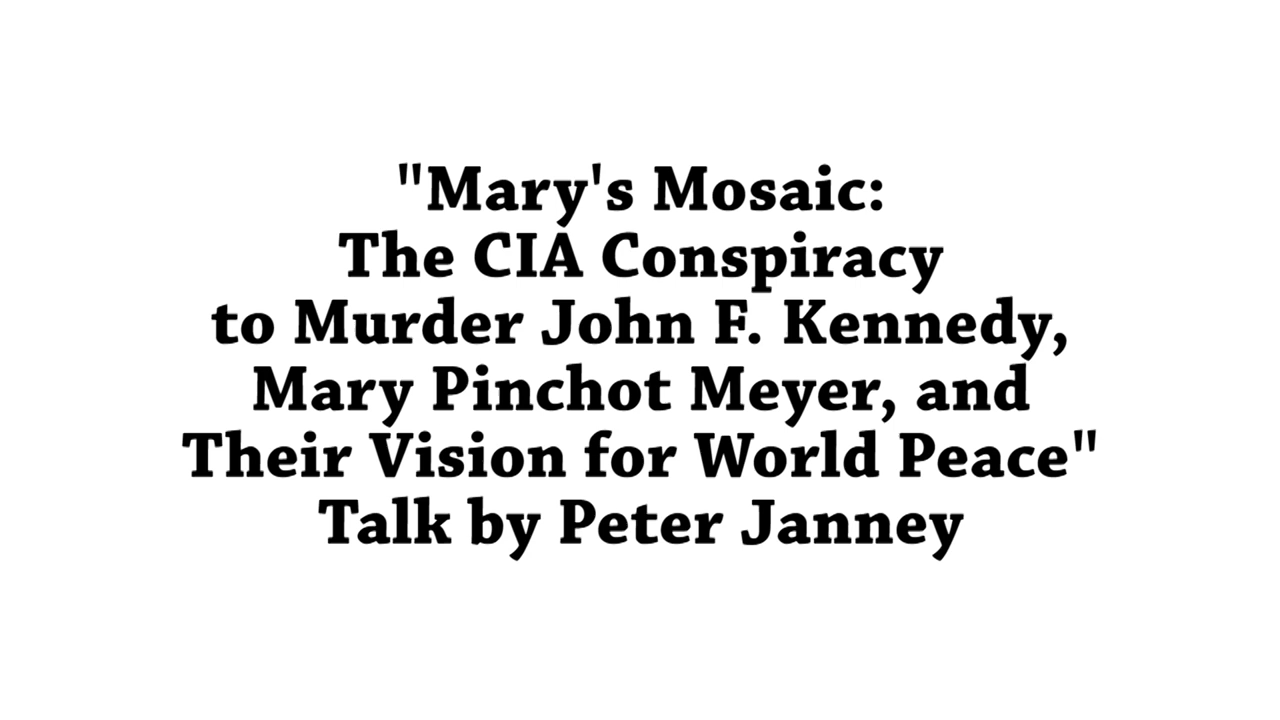 "Mary's Mosaic:
The CIA Conspiracy
to Murder John F. Kennedy,
Mary Pinchot Meyer, and
Their Vision for World Peace"
Talk by Peter Janney